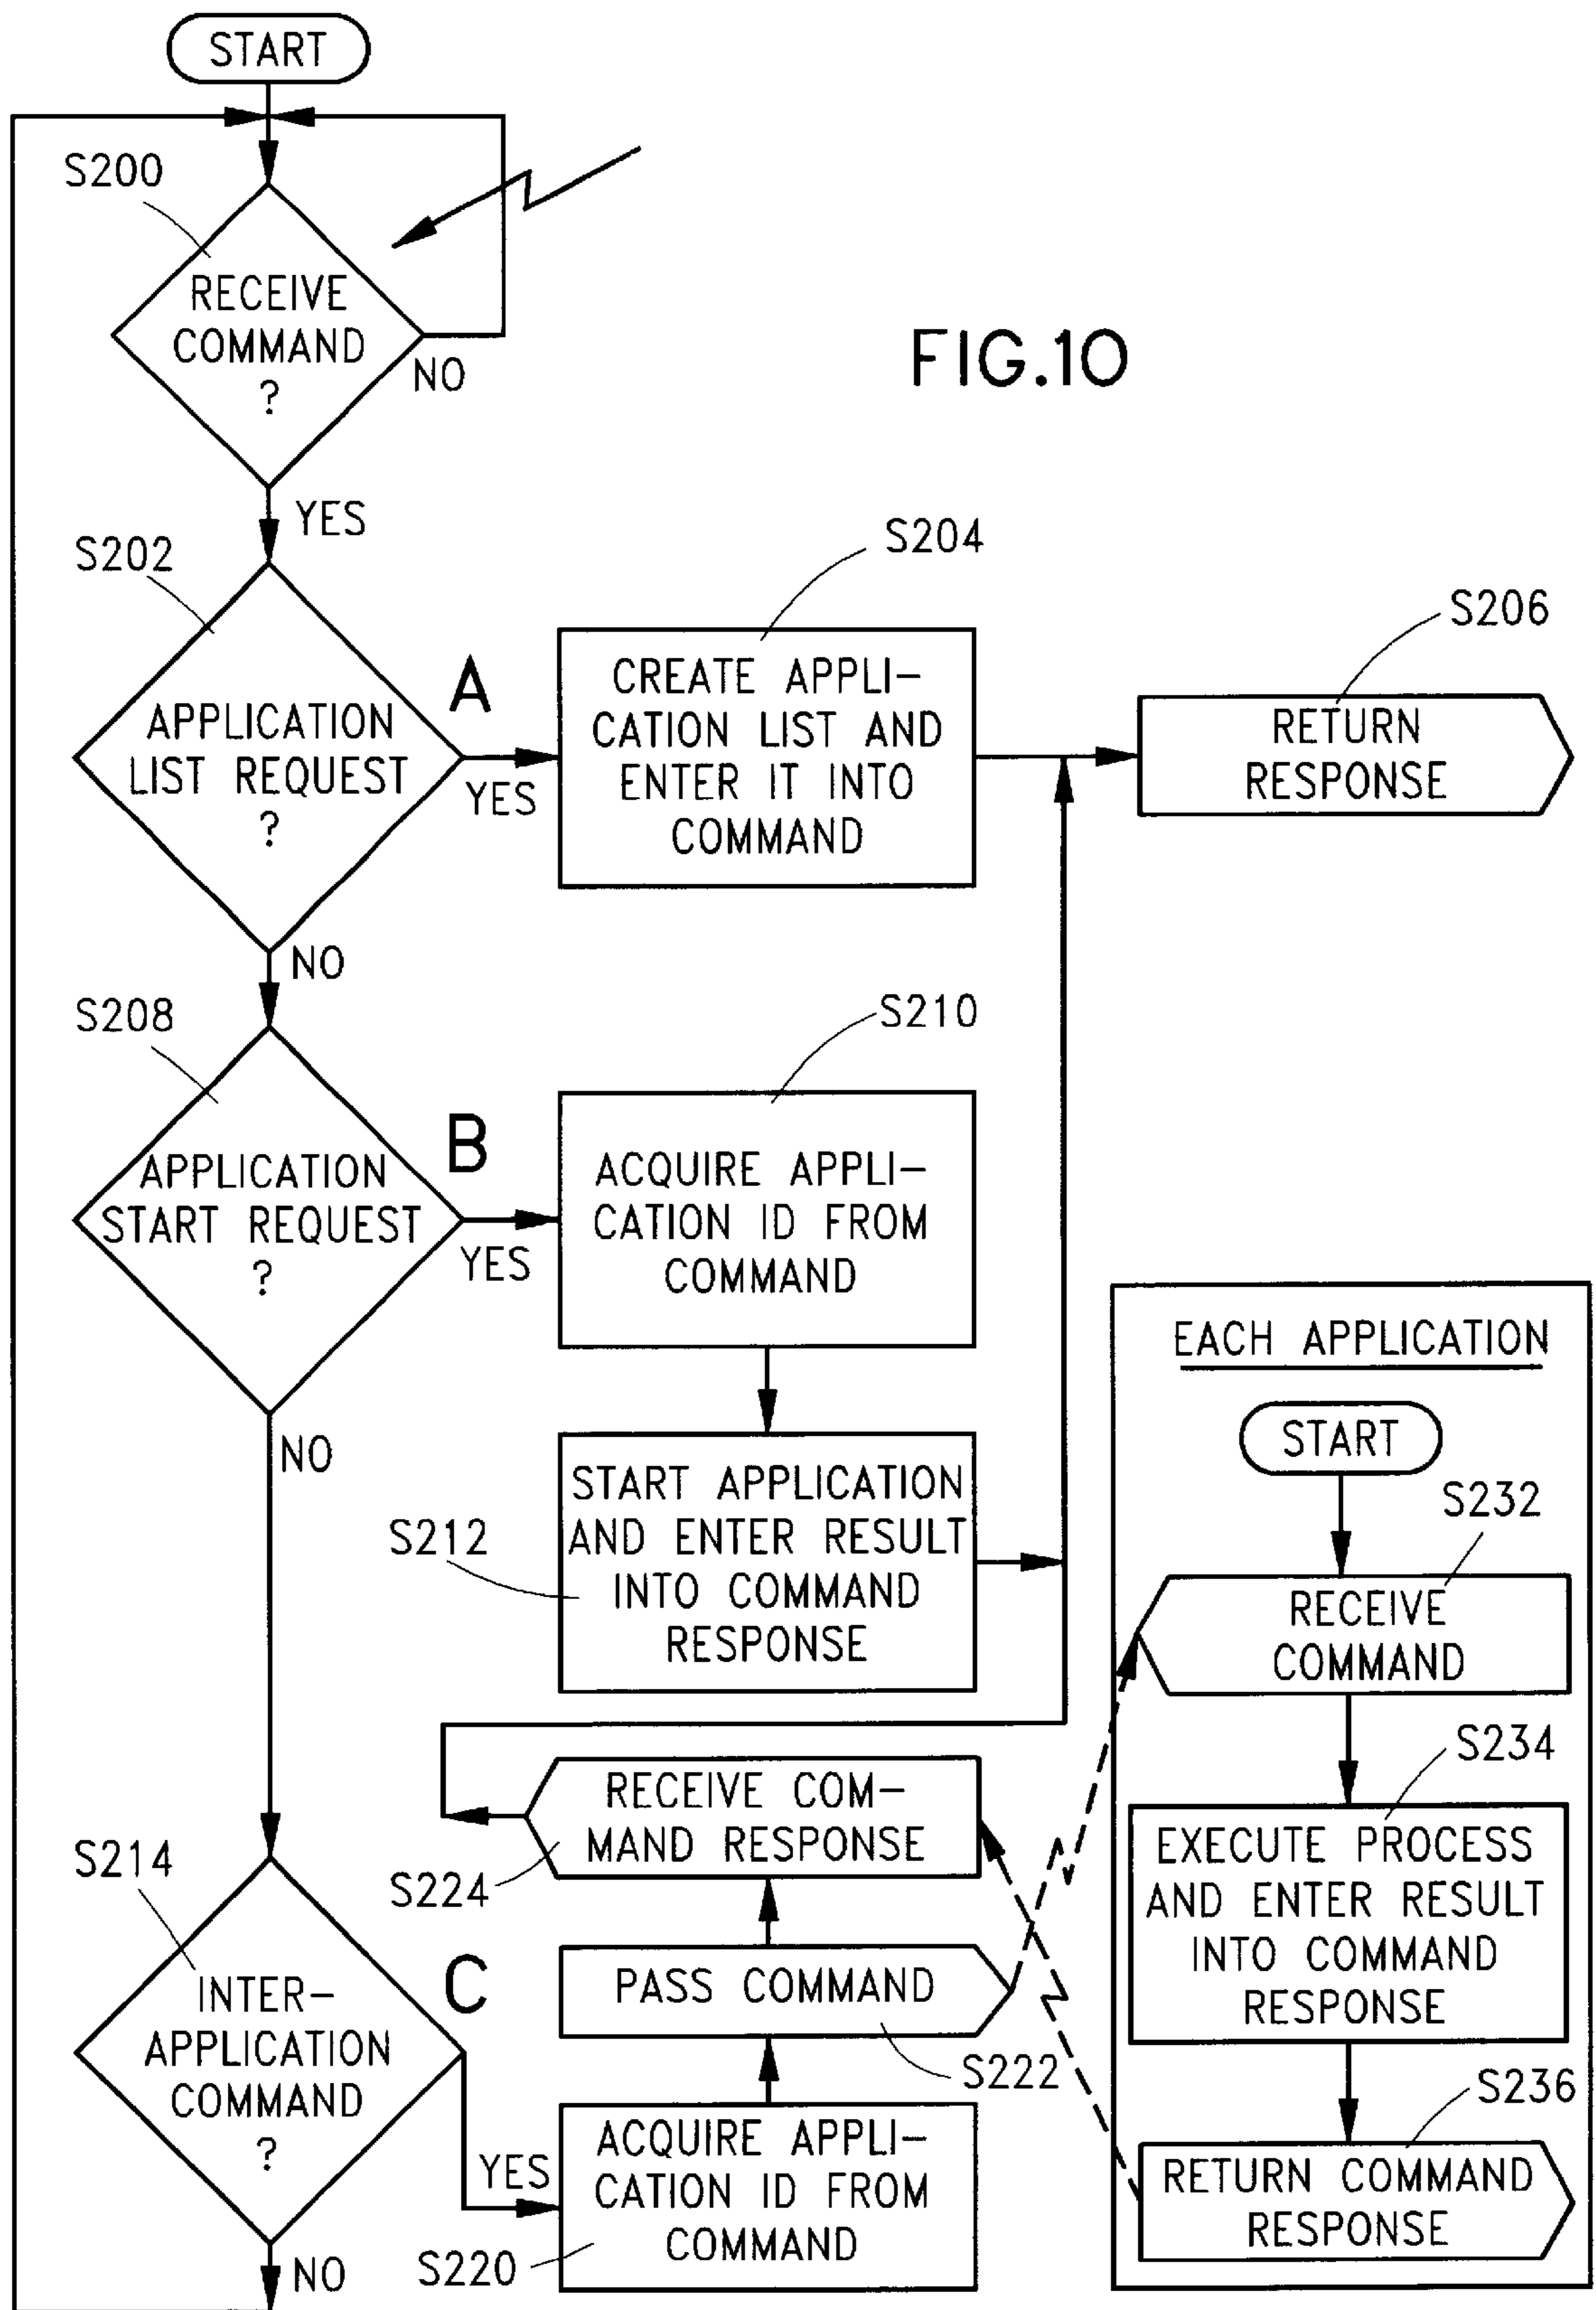 START
S200
RECEIVE
COMMAND
?
NO
FIG.10
YES
S202
APPLICATION
LIST REQUEST
?
A
YES
S204
CREATE APPLI-
CATION LIST AND
ENTER IT INTO
COMMAND
S206
RETURN
RESPONSE
NO
S208
APPLICATION
START REQUEST
?
B
YES
S210
ACQUIRE APPLI-
CATION ID FROM
COMMAND
NO
S212
START APPLICATION
AND ENTER RESULT
INTO COMMAND
RESPONSE
S214
INTER-
APPLICATION
COMMAND
?
C
YES
NO
S224
RECEIVE COM-
MAND RESPONSE
PASS COMMAND
S222
ACQUIRE APPLI-
CATION ID FROM
COMMAND
S220
EACH APPLICATION
START
S232
RECEIVE
COMMAND
S234
EXECUTE PROCESS
AND ENTER RESULT
INTO COMMAND
RESPONSE
S236
RETURN COMMAND
RESPONSE